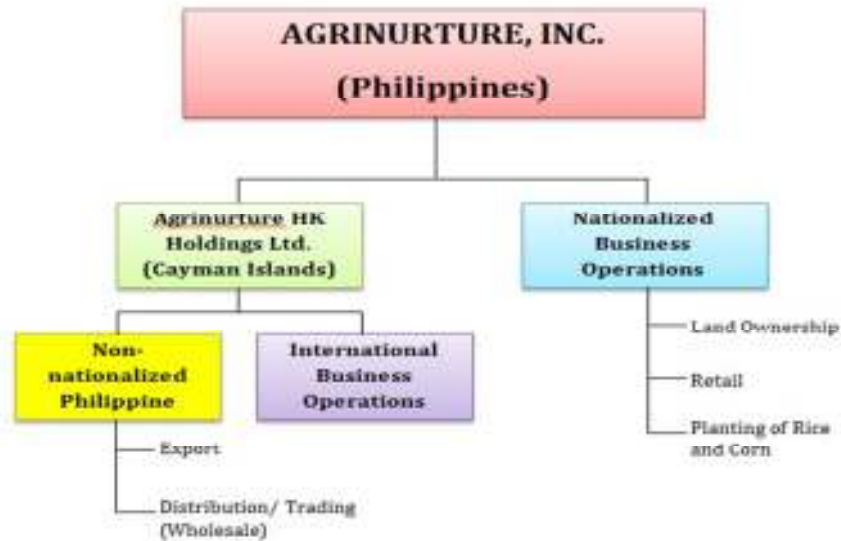 AGRINURTURE, INC.
(Philippines)
Agrinurture HK
Holdings Ltd.
(Cayman Islands)
Nationalized
Business
Operations
Non-
nationalized
Philippine
International
Business
Operations
Land Ownership
Retail
Planting of Rice
and Corn
Export
Distribution/ Trading
(Wholesale)